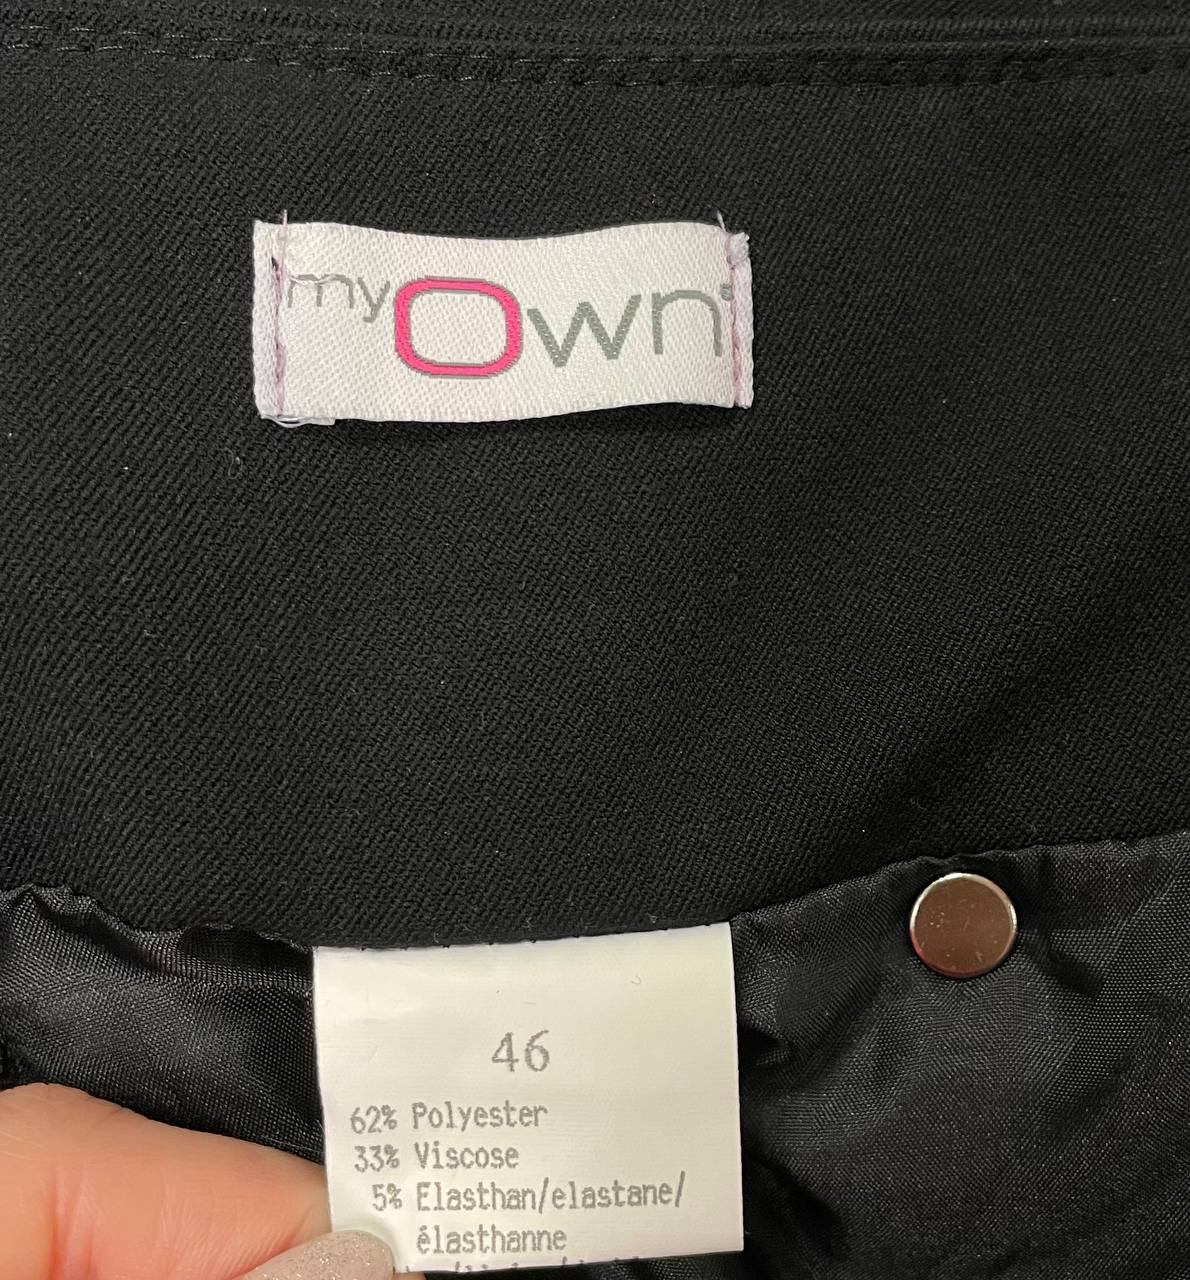 myOwn
46
62% Polyester
33% Viscose
5% Elasthan/elastane/
élasthanne